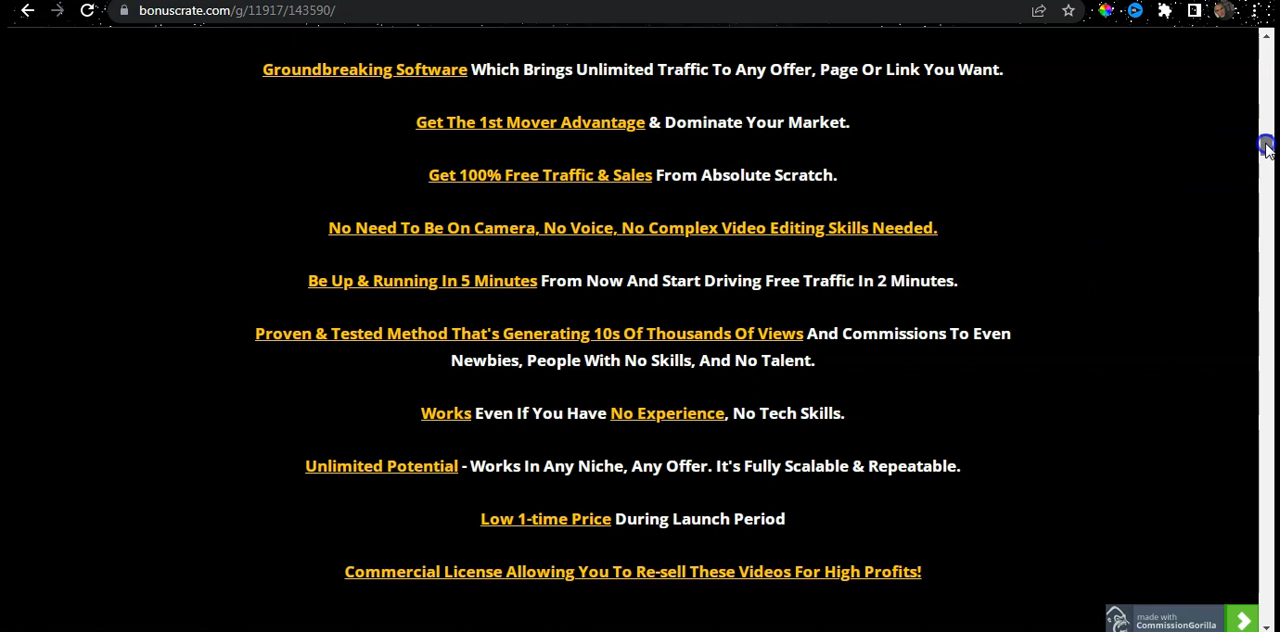 bonuscrate.com/g/11917/143590/
Groundbreaking Software Which Brings Unlimited Traffic To Any Offer, Page Or Link You Want.
Get The 1st Mover Advantage & Dominate Your Market.
Get 100% Free Traffic & Sales From Absolute Scratch.
No Need To Be On Camera, No Voice, No Complex Video Editing Skills Needed.
Be Up & Running In 5 Minutes From Now And Start Driving Free Traffic In 2 Minutes.
Proven & Tested Method That's Generating 10s Of Thousands Of Views And Commissions To Even
Newbies, People With No Skills, And No Talent.
Works Even If You Have No Experience, No Tech Skills.
Unlimited Potential - Works In Any Niche, Any Offer. It's Fully Scalable & Repeatable.
Low 1-time Price During Launch Period
Commercial License Allowing You To Re-sell These Videos For High Profits!
made with
CommissionGorilla